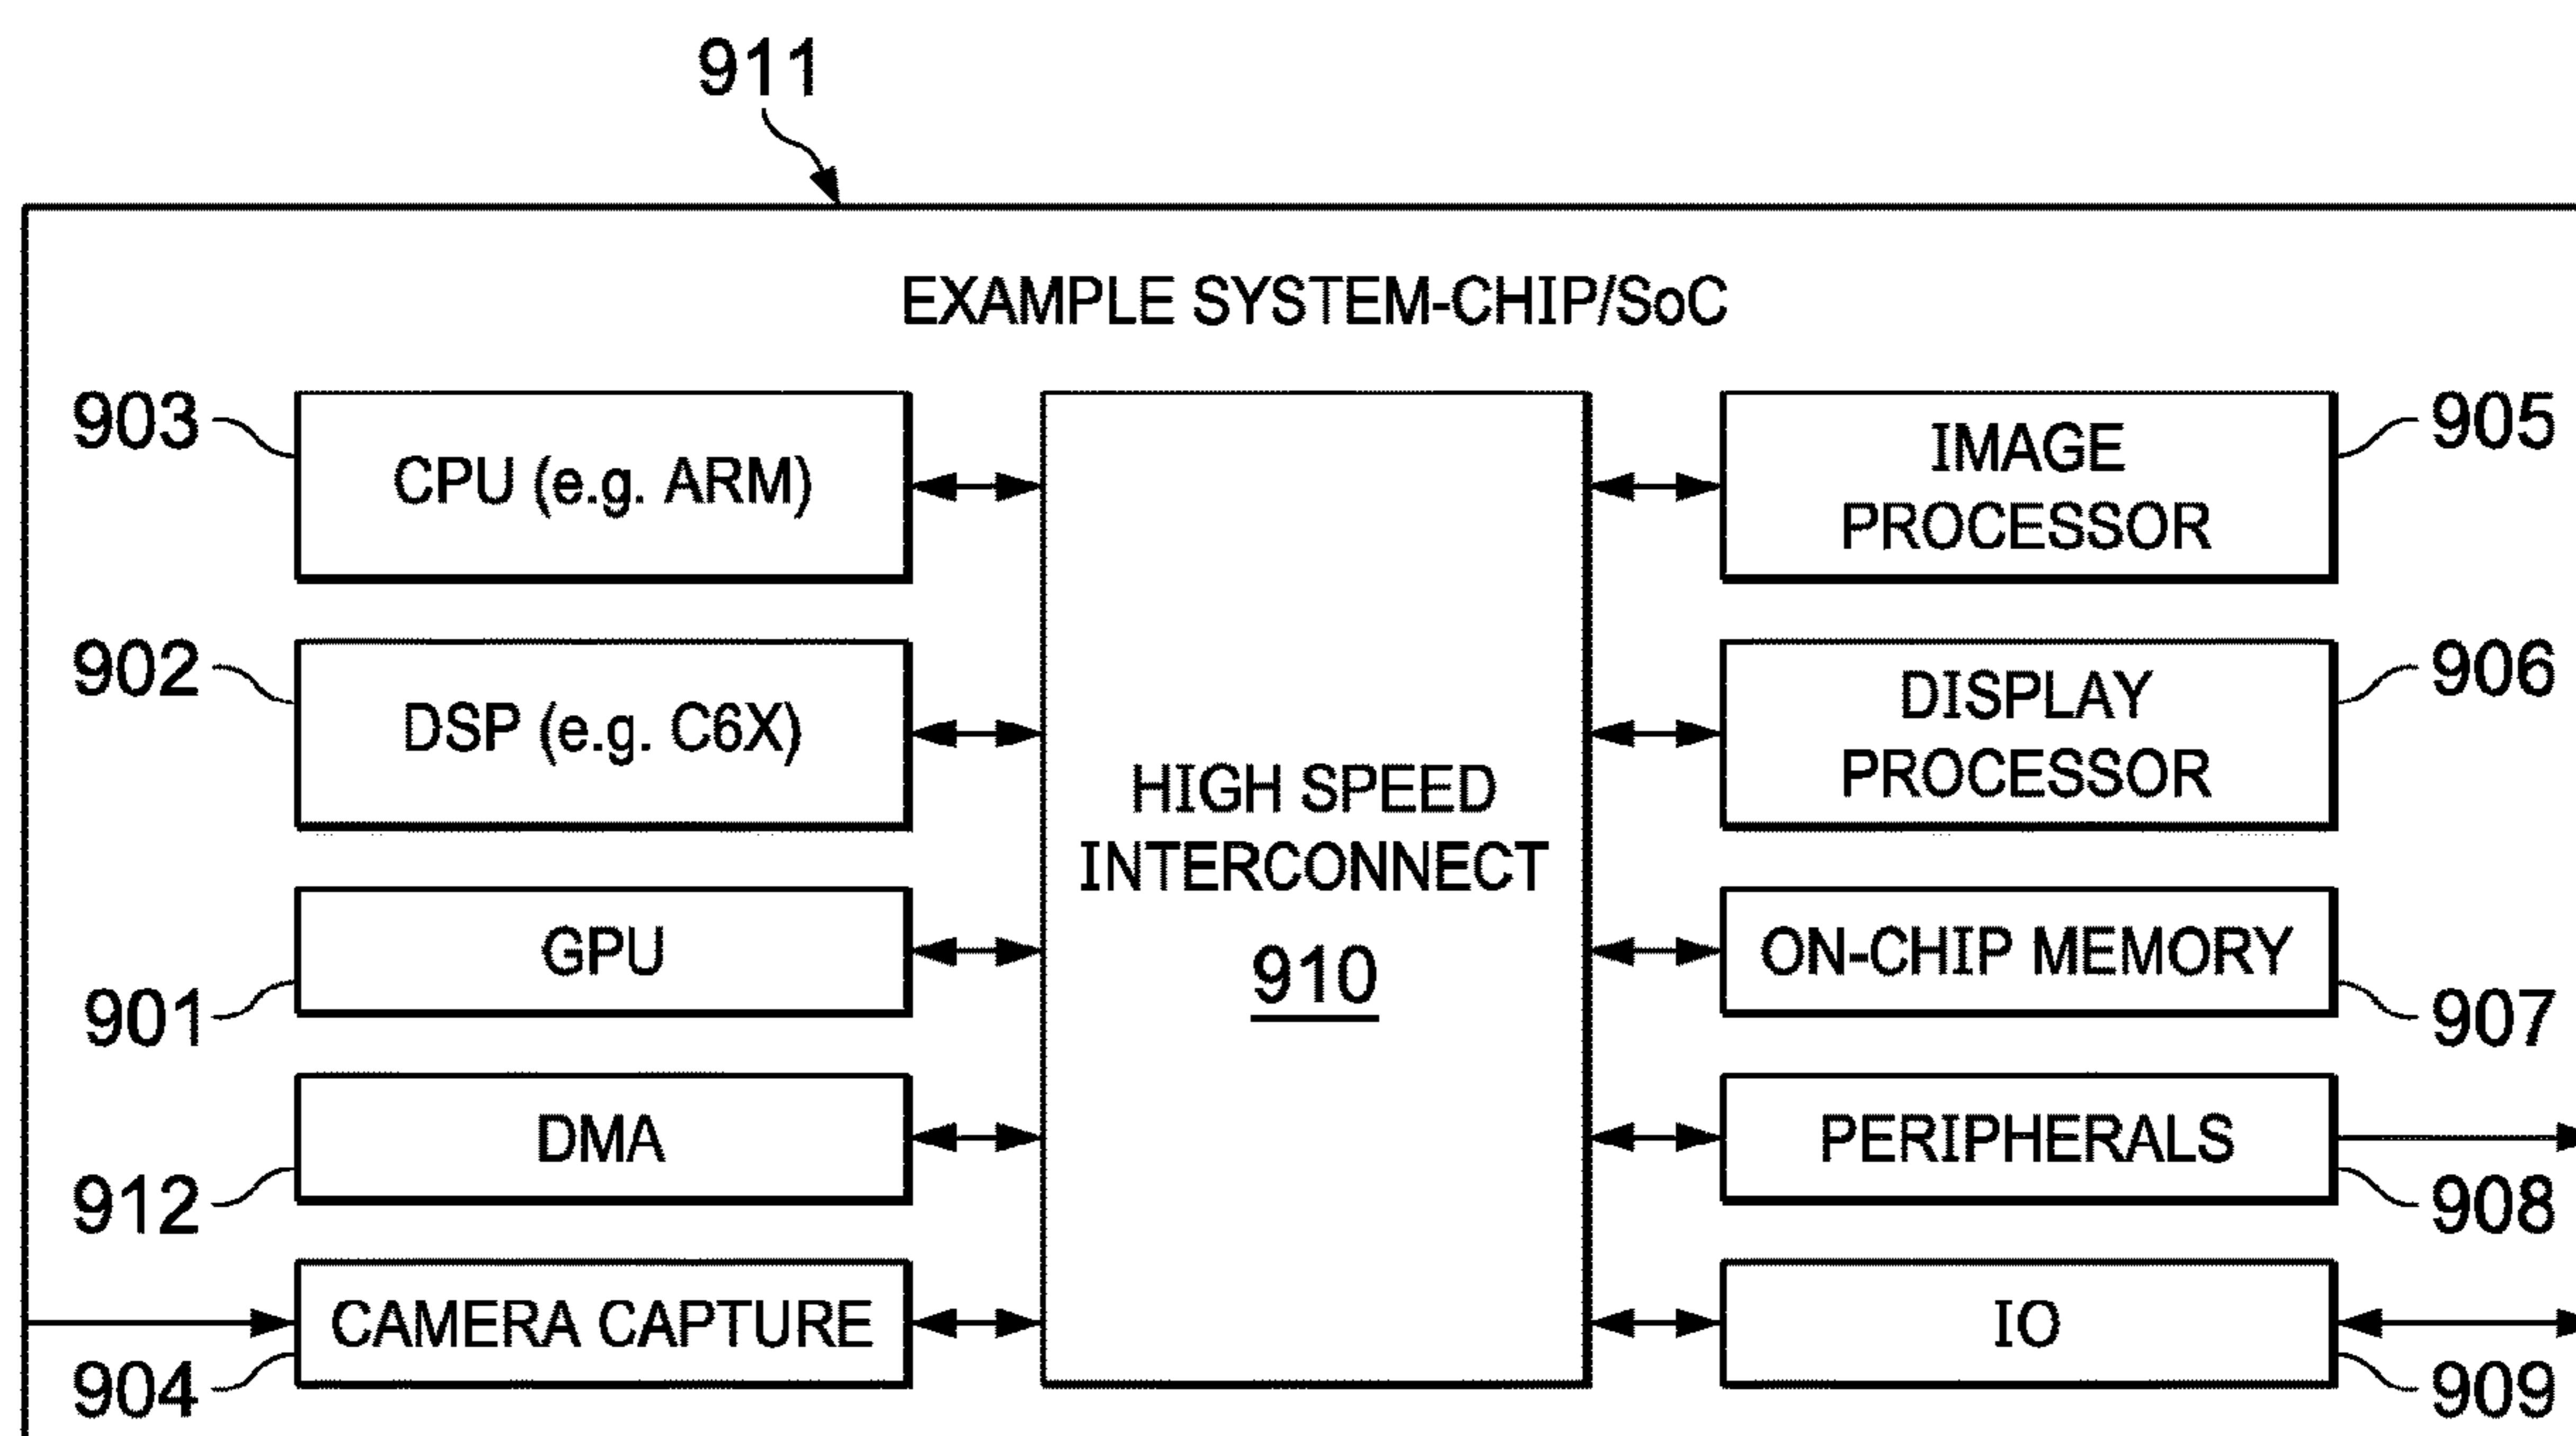 911
EXAMPLE SYSTEM-CHIP/SoC
903
CPU (e.g. ARM)
IMAGE
PROCESSOR
905
902
DSP (e.g. C6X)
DISPLAY
PROCESSOR
906
HIGH SPEED
INTERCONNECT
910
901
GPU
ON-CHIP MEMORY
907
912
DMA
PERIPHERALS
908
904
CAMERA CAPTURE
IO
909